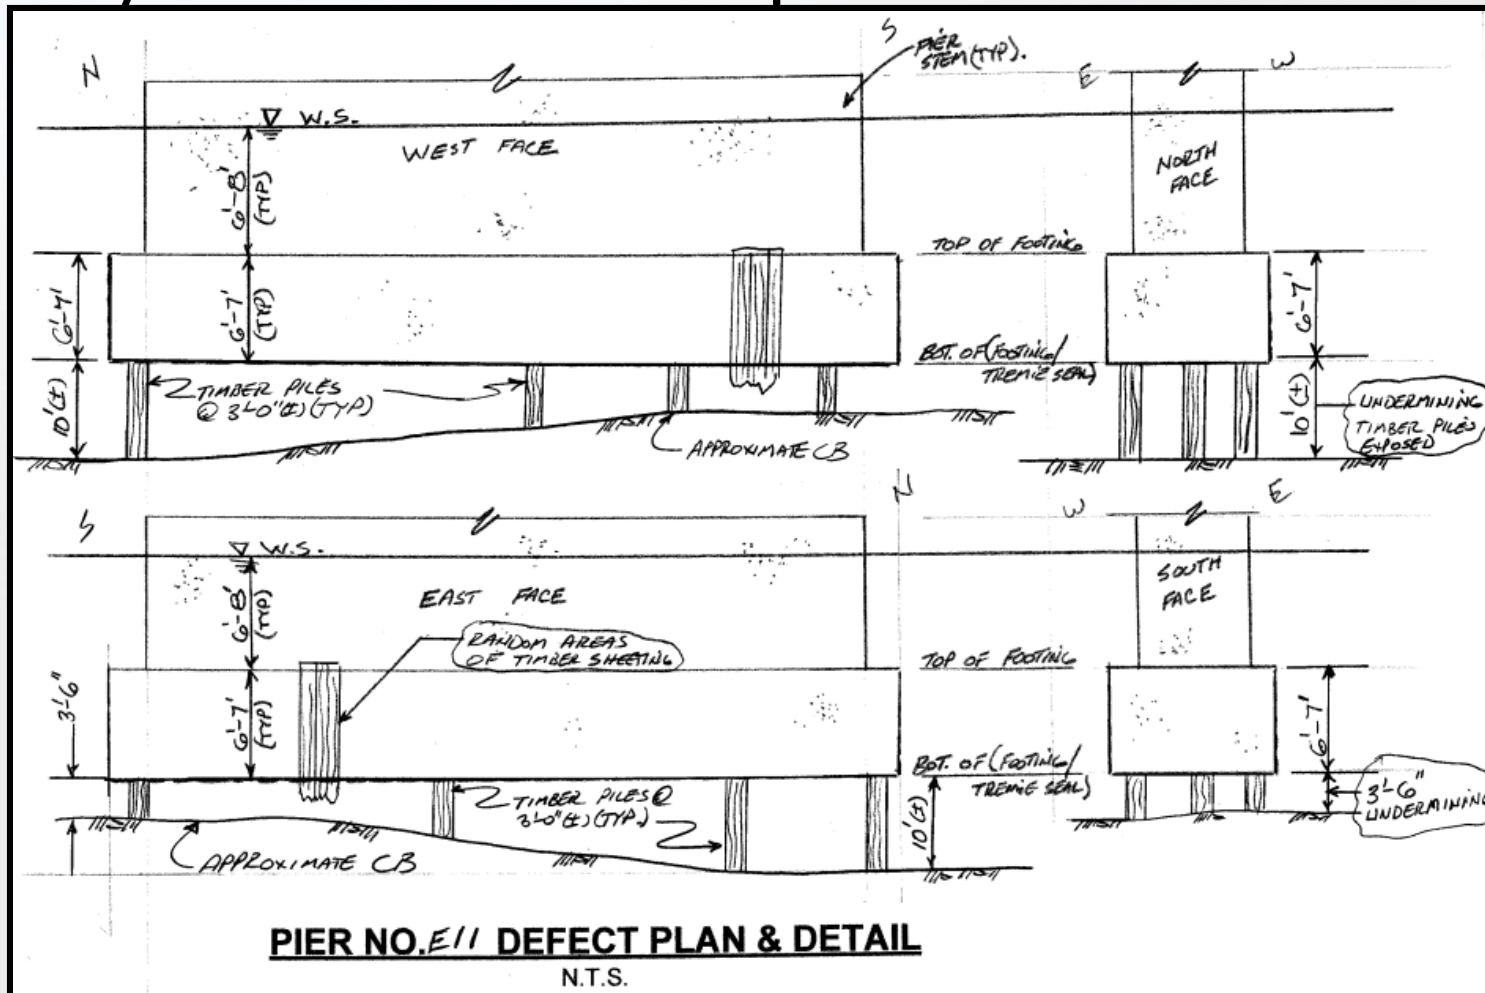 N
S
PIER
STEM (TYP).
E
W
W.S.
WEST FACE
NORTH
FACE
6'-8'
(TYP)
TOP OF FOOTING
6'-7'
6'-7'
(TYP)
6'-7'
BOT. OF (FOOTING/
TREMIE SEAL)
10'(±)
TIMBER PILES
@ 3'-0"(±)(TYP)
10'(±)
UNDERMINING
TIMBER PILES
EXPOSED
APPROXIMATE CB
S
N
W
E
W.S.
EAST FACE
SOUTH
FACE
6'-8'
(TYP)
RANDOM AREAS
OF TIMBER SHEETING
TOP OF FOOTING
3'-6"
6'-7'
(TYP)
6'-7'
BOT. OF (FOOTING/
TREMIE SEAL)
TIMBER PILES @
3'-0"(±)(TYP.)
10'(±)
3'-6"
UNDERMINING
APPROXIMATE CB
PIER NO. E11 DEFECT PLAN & DETAIL
N.T.S.